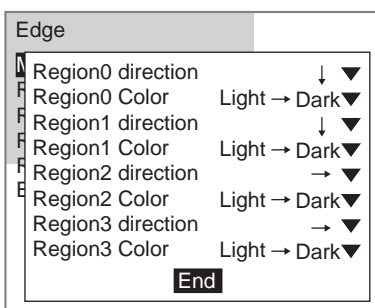 Edge
Region0 direction ↓ ▼
Region0 Color Light → Dark▼
Region1 direction ↓ ▼
Region1 Color Light → Dark▼
Region2 direction → ▼
Region2 Color Light → Dark▼
Region3 direction → ▼
Region3 Color Light → Dark▼
End